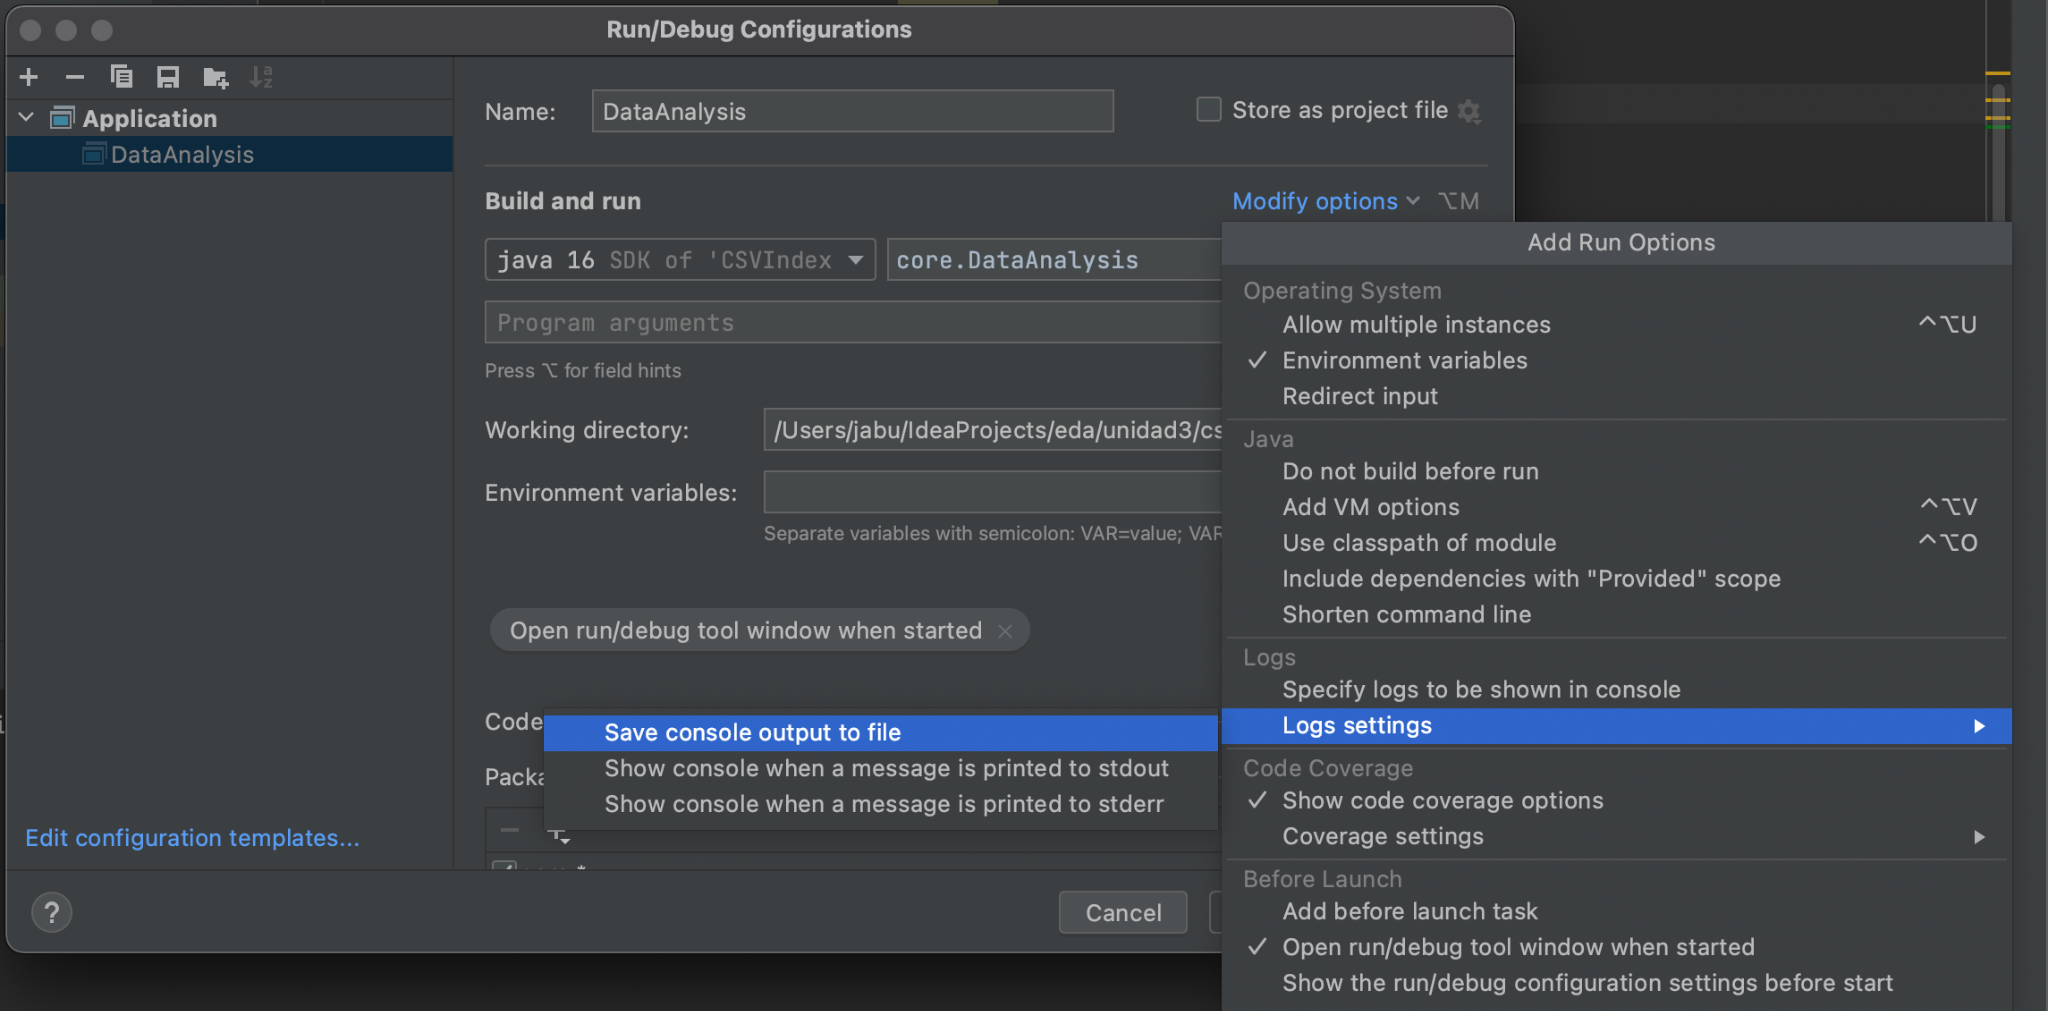 Run/Debug Configurations
Application
DataAnalysis
Edit configuration templates...
?
Name: DataAnalysis
Store as project file
Build and run
Modify options ⌥M
java 16 SDK of 'CSVIndex
core.DataAnalysis
Program arguments
Press ⌥ for field hints
Working directory: /Users/jabu/IdeaProjects/eda/unidad3/cs
Environment variables:
Separate variables with semicolon: VAR=value; VAR
Open run/debug tool window when started
Code
Packa
Save console output to file
Show console when a message is printed to stdout
Show console when a message is printed to stderr
Cancel
Add Run Options
Operating System
Allow multiple instances ^⌥U
✓ Environment variables
Redirect input
Java
Do not build before run
Add VM options ^⌥V
Use classpath of module ^⌥O
Include dependencies with "Provided" scope
Shorten command line
Logs
Specify logs to be shown in console
Logs settings
Code Coverage
✓ Show code coverage options
Coverage settings
Before Launch
Add before launch task
✓ Open run/debug tool window when started
Show the run/debug configuration settings before start